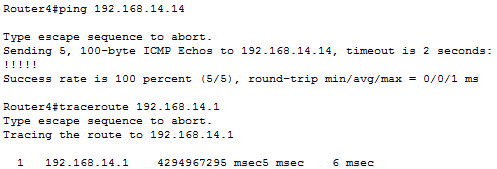 Router4#ping 192.168.14.14
Type escape sequence to abort.
Sending 5, 100-byte ICMP Echos to 192.168.14.14, timeout is 2 seconds:
!!!!!
Success rate is 100 percent (5/5), round-trip min/avg/max = 0/0/1 ms
Router4#traceroute 192.168.14.1
Type escape sequence to abort.
Tracing the route to 192.168.14.1
1 192.168.14.1 4294967295 msec5 msec 6 msec